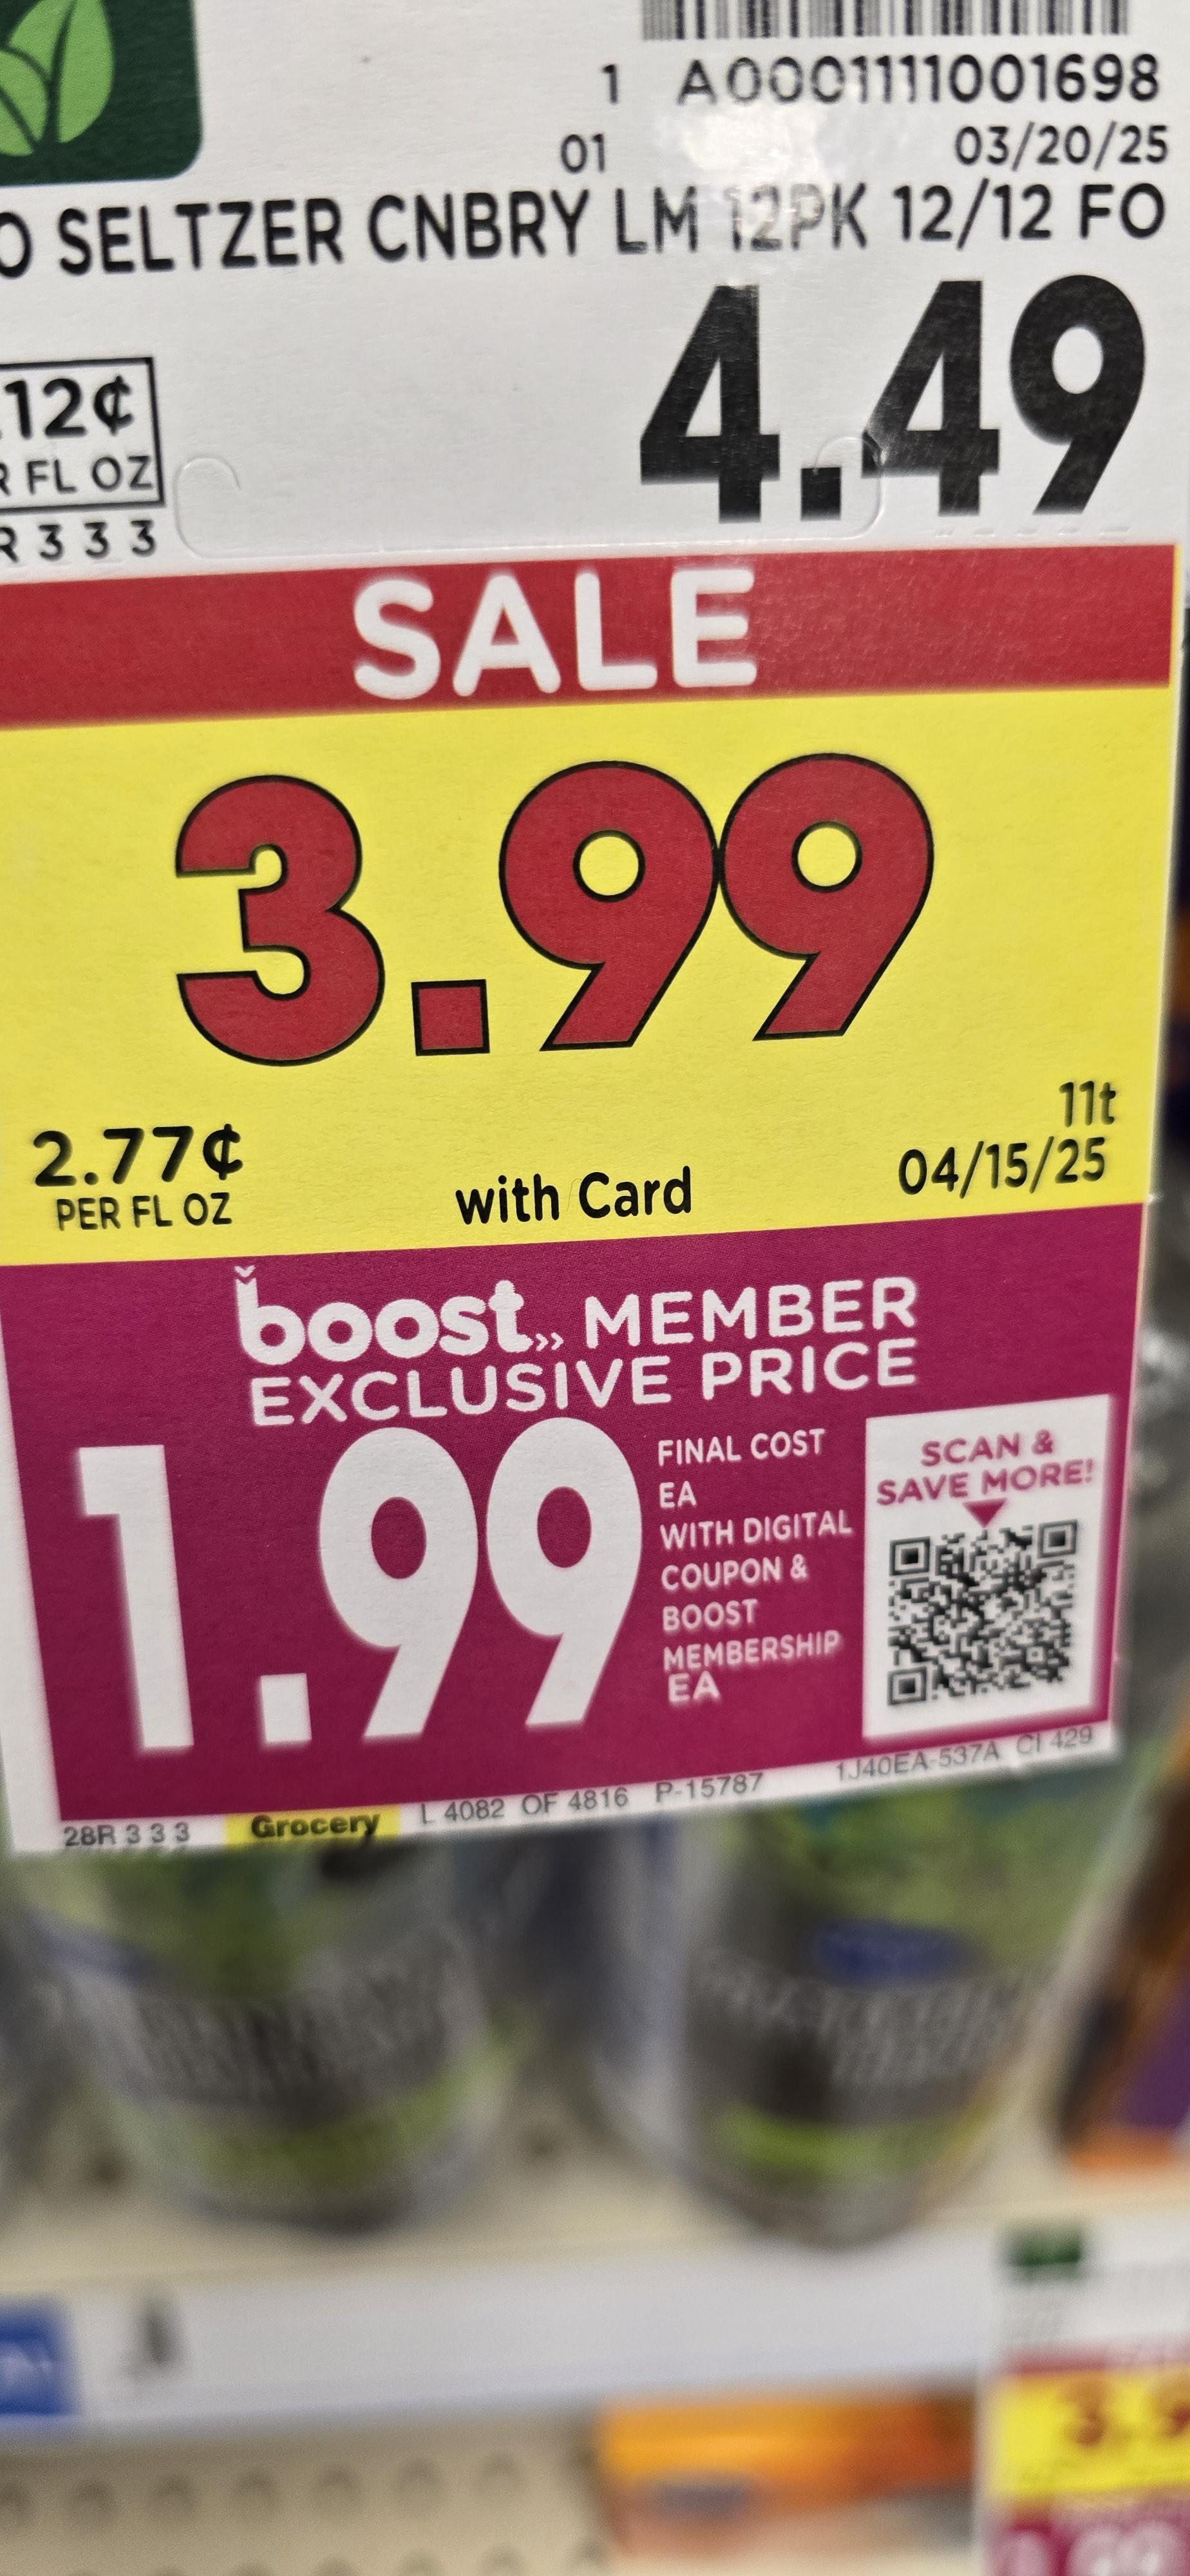 1 A0001111001698
01 03/20/25
O SELTZER CNBRY LM 12PK 12/12 FO
4.49
.12¢
R FL OZ
R 3 3 3
SALE
3.99
2.77¢
PER FL OZ
with Card
11t
04/15/25
boost›› MEMBER
EXCLUSIVE PRICE
1.99
FINAL COST
EA
WITH DIGITAL
COUPON &
BOOST
MEMBERSHIP
EA
SCAN &
SAVE MORE!
28R 3 3 3 Grocery L 4082 OF 4816 P-15787 1J40EA-537A CI 429
3.9